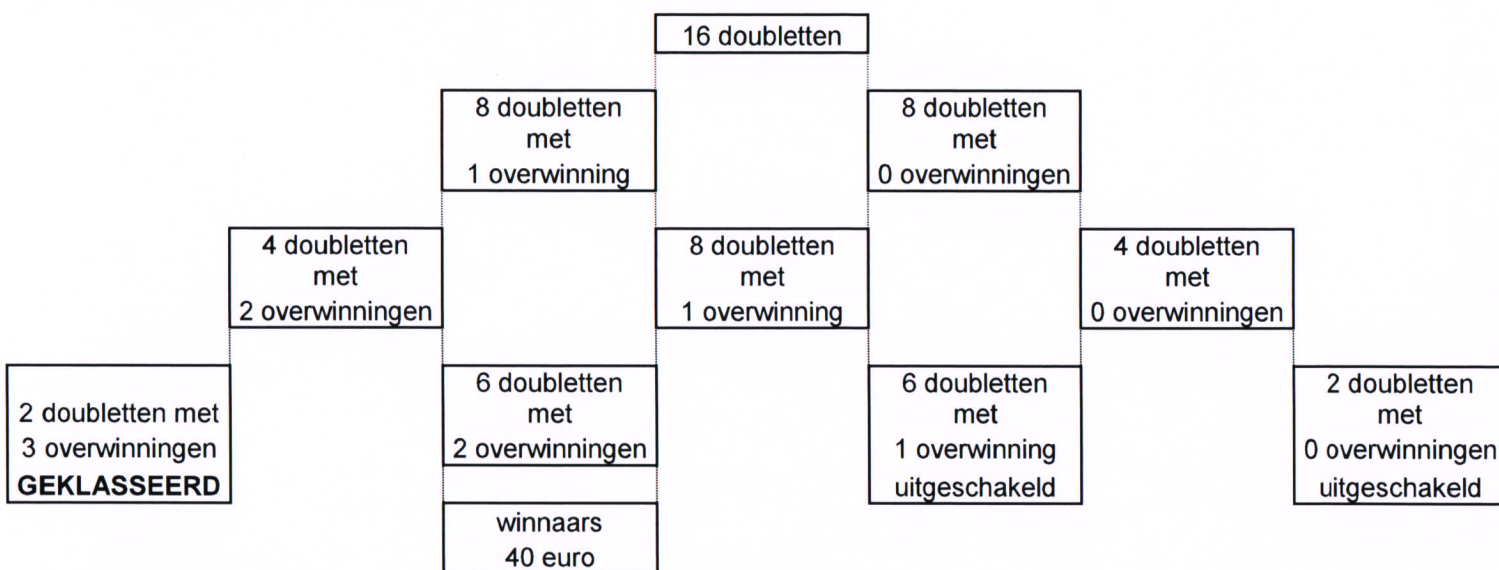 16 doubletten
8 doubletten
met
1 overwinning
8 doubletten
met
0 overwinningen
4 doubletten
met
2 overwinningen
8 doubletten
met
1 overwinning
4 doubletten
met
0 overwinningen
2 doubletten met
3 overwinningen
GEKLASSEERD
6 doubletten
met
2 overwinningen
6 doubletten
met
1 overwinning
uitgeschakeld
2 doubletten
met
0 overwinningen
uitgeschakeld
winnaars
40 euro